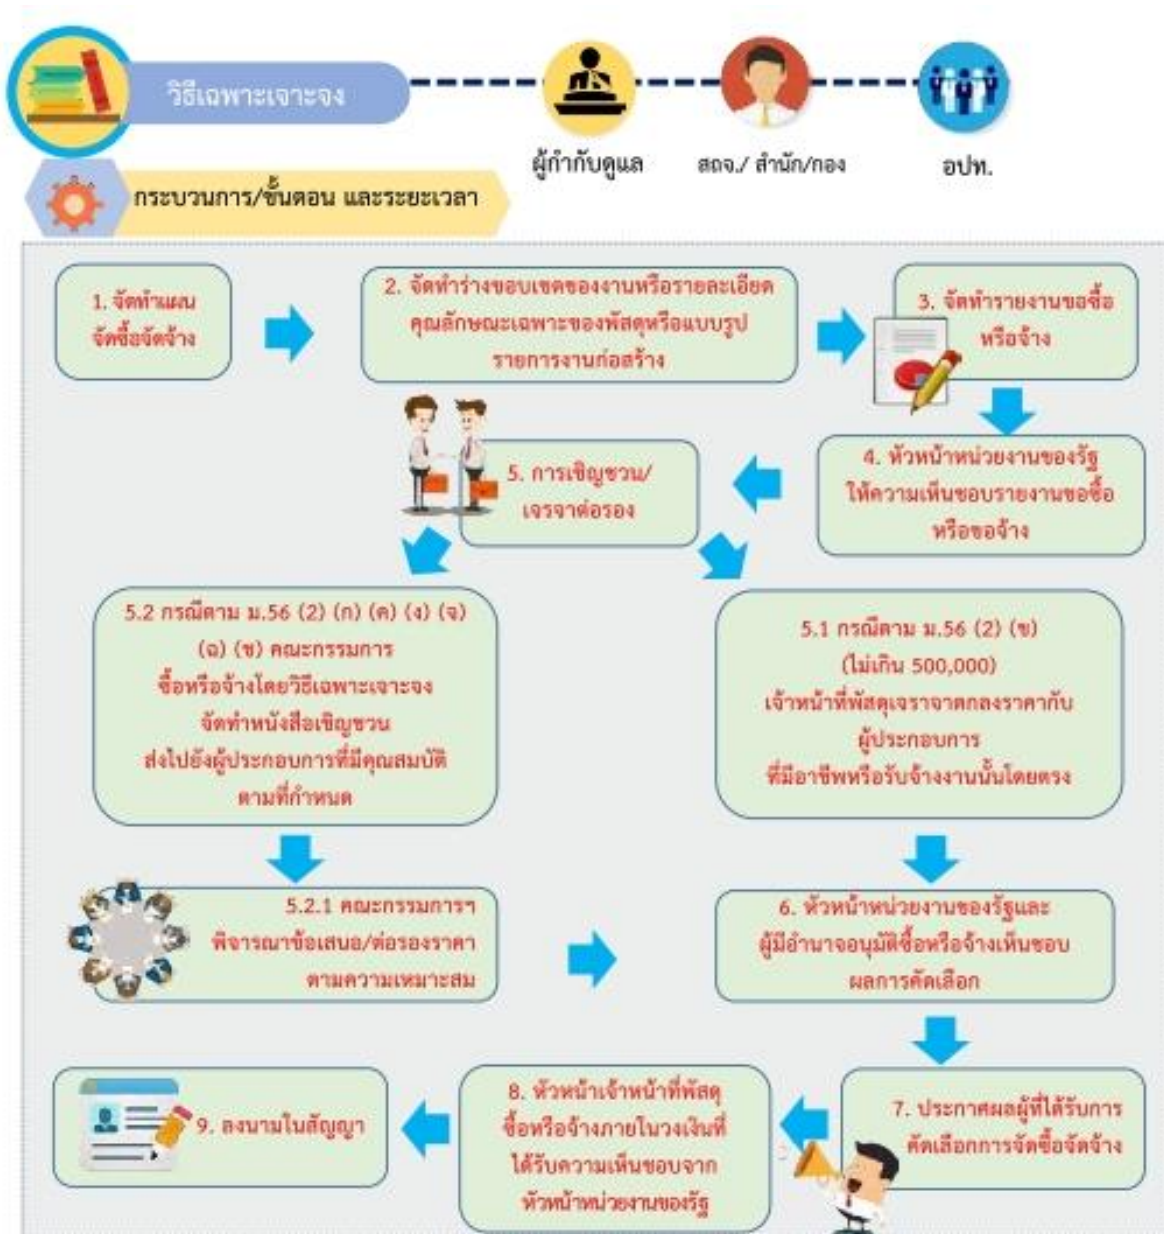 วิธีเฉพาะเจาะจง
ผู้กำกับดูแล
สถจ./ สำนัก/กอง
อปท.
กระบวนการ/ขั้นตอน และระยะเวลา
1. จัดทำแผน
จัดซื้อจัดจ้าง
2. จัดทำร่างขอบเขตของงานหรือรายละเอียด
คุณลักษณะเฉพาะของพัสดุหรือแบบรูป
รายการงานก่อสร้าง
3. จัดทำรายงานขอซื้อ
หรือจ้าง
4. หัวหน้าหน่วยงานของรัฐ
ให้ความเห็นชอบรายงานขอซื้อ
หรือขอจ้าง
5. การเชิญชวน/
เจรจาต่อรอง
5.2 กรณีตาม ม.56 (2) (ก) (ค) (ง) (จ)
(ฉ) (ช) คณะกรรมการ
ซื้อหรือจ้างโดยวิธีเฉพาะเจาะจง
จัดทำหนังสือเชิญชวน
ส่งไปยังผู้ประกอบการที่มีคุณสมบัติ
ตามที่กำหนด
5.1 กรณีตาม ม.56 (2) (ข)
(ไม่เกิน 500,000)
เจ้าหน้าที่พัสดุเจราจาตกลงราคากับ
ผู้ประกอบการ
ที่มีอาชีพหรือรับจ้างงานนั้นโดยตรง
5.2.1 คณะกรรมการฯ
พิจารณาข้อเสนอ/ต่อรองราคา
ตามความเหมาะสม
6. หัวหน้าหน่วยงานของรัฐและ
ผู้มีอำนาจอนุมัติซื้อหรือจ้างเห็นชอบ
ผลการคัดเลือก
7. ประกาศผลผู้ที่ได้รับการ
คัดเลือกการจัดซื้อจัดจ้าง
8. หัวหน้าเจ้าหน้าที่พัสดุ
ซื้อหรือจ้างภายในวงเงินที่
ได้รับความเห็นชอบจาก
หัวหน้าหน่วยงานของรัฐ
9. ลงนามในสัญญา